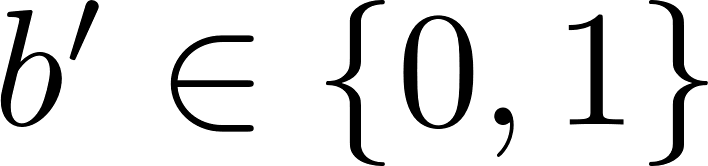 b′ ∈ {0, 1}